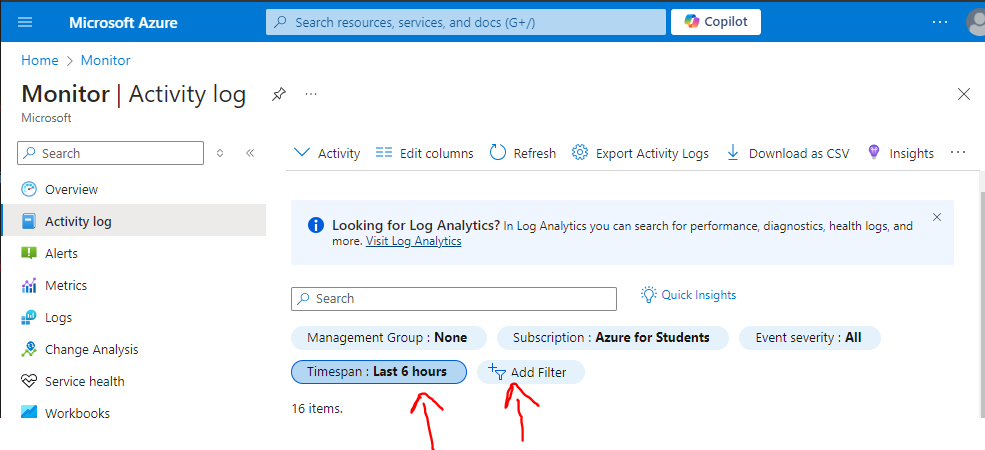 Microsoft Azure
Search resources, services, and docs (G+/)
Copilot
...
Home > Monitor
Monitor | Activity log
...
Microsoft
Search
Activity
Edit columns
Refresh
Export Activity Logs
Download as CSV
Insights
...
Overview
Activity log
Alerts
Metrics
Logs
Change Analysis
Service health
Workbooks
Looking for Log Analytics? In Log Analytics you can search for performance, diagnostics, health logs, and
more. Visit Log Analytics
Search
Quick Insights
Management Group : None
Subscription : Azure for Students
Event severity : All
Timespan : Last 6 hours
Add Filter
16 items.